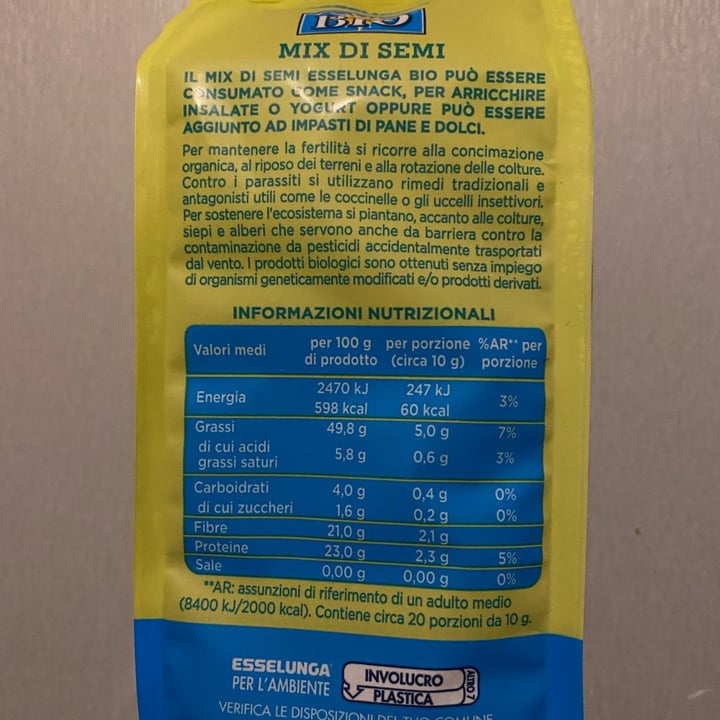 BIO
MIX DI SEMI
IL MIX DI SEMI ESSELUNGA BIO PUÒ ESSERE
CONSUMATO COME SNACK, PER ARRICCHIRE
INSALATE O YOGURT OPPURE PUÒ ESSERE
AGGIUNTO AD IMPASTI DI PANE E DOLCI.
Per mantenere la fertilità si ricorre alla concimazione
organica, al riposo dei terreni e alla rotazione delle colture.
Contro i parassiti si utilizzano rimedi tradizionali e
antagonisti utili come le coccinelle o gli uccelli insettivori.
Per sostenere l'ecosistema si piantano, accanto alle colture,
siepi e alberi che servono anche da barriera contro la
contaminazione da pesticidi accidentalmente trasportati
dal vento. I prodotti biologici sono ottenuti senza impiego
di organismi geneticamente modificati e/o prodotti derivati.
INFORMAZIONI NUTRIZIONALI
Valori medi per 100 g di prodotto per porzione (circa 10 g) %AR** per porzione
Energia 2470 kJ 247 kJ 3%
598 kcal 60 kcal
Grassi 49,8 g 5,0 g 7%
di cui acidi
grassi saturi 5,8 g 0,6 g 3%
Carboidrati 4,0 g 0,4 g 0%
di cui zuccheri 1,6 g 0,2 g 0%
Fibre 21,0 g 2,1 g
Proteine 23,0 g 2,3 g 5%
Sale 0,00 g 0,00 g 0%
**AR: assunzioni di riferimento di un adulto medio
(8400 kJ/2000 kcal). Contiene circa 20 porzioni da 10 g.
ESSELUNGA
PER L'AMBIENTE
INVOLUCRO
PLASTICA
ALTRO 7
VERIFICA LE DISPOSIZIONI DEL TUO COMUNE